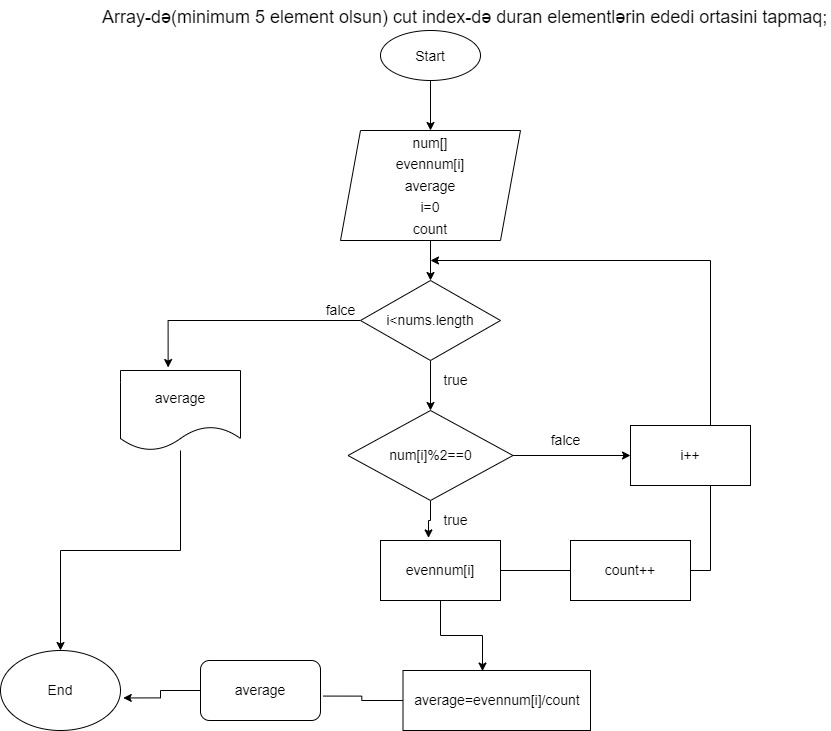 Array-də(minimum 5 element olsun) cut index-də duran elementlərin ededi ortasini tapmaq;
Start
num[]
evennum[i]
average
i=0
count
falce
i<nums.length
true
average
num[i]%2==0
falce
i++
true
evennum[i]
count++
End
average
average=evennum[i]/count